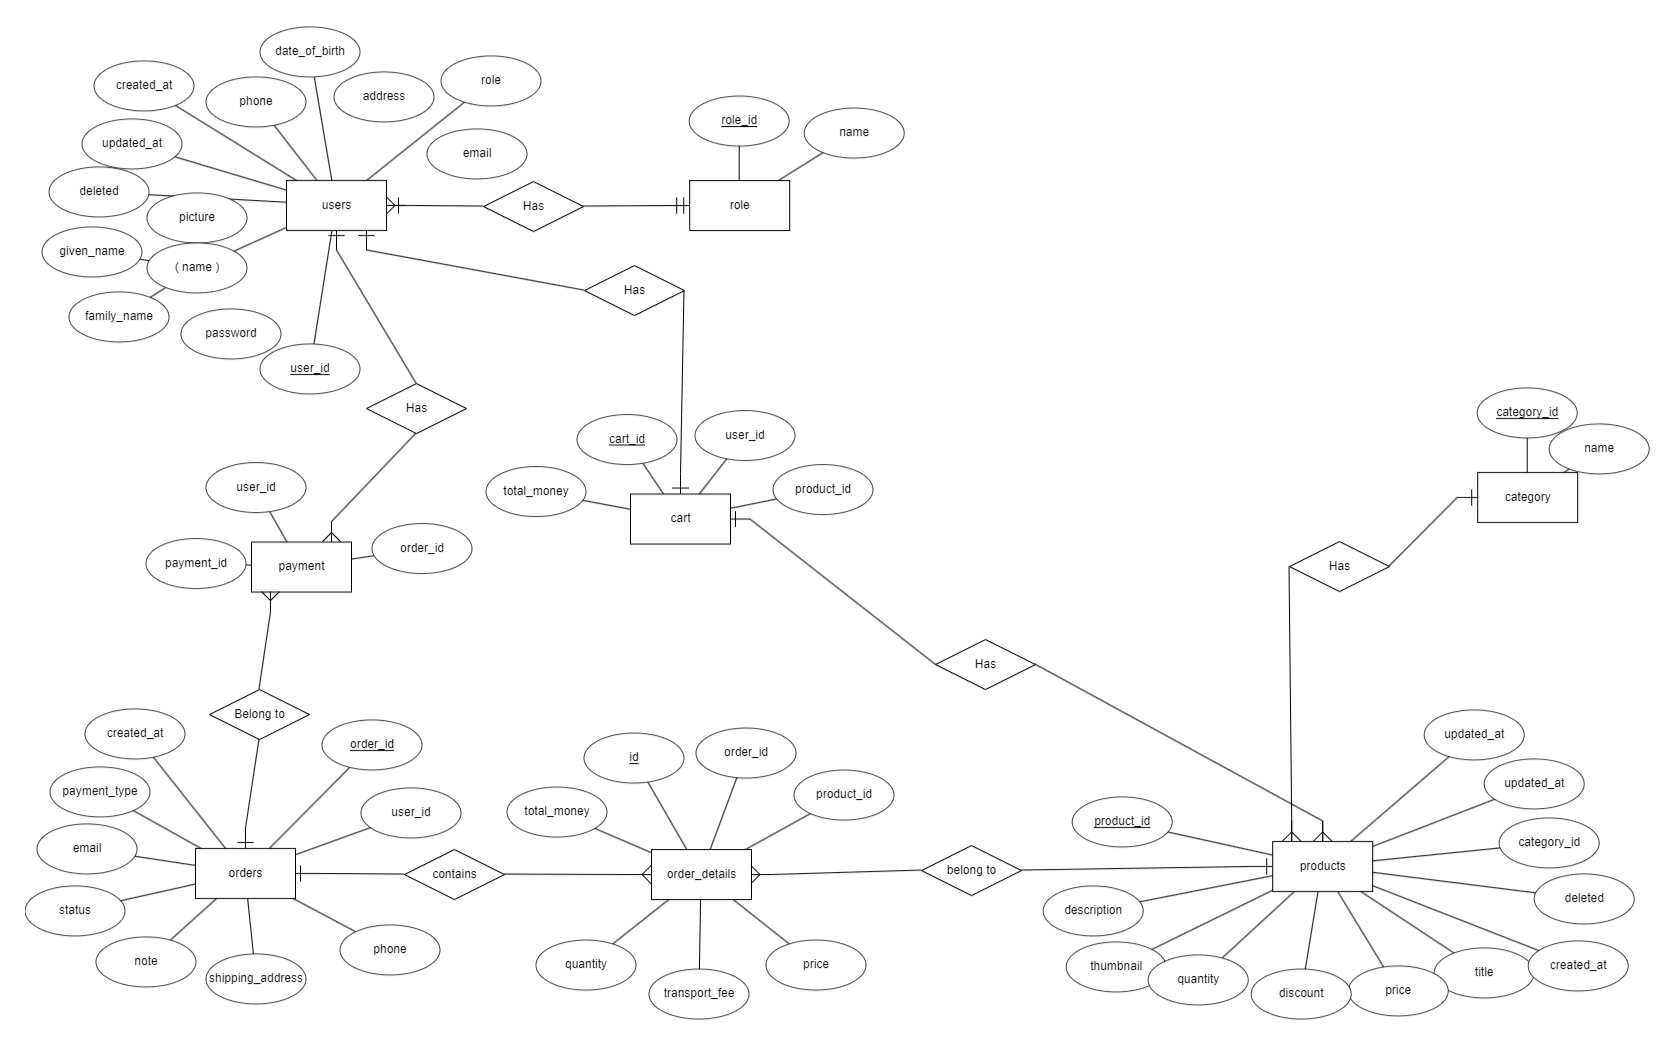 date_of_birth
created_at
phone
address
role
updated_at
email
role_id
name
deleted
picture
users
Has
role
given_name
( name )
family_name
password
user_id
Has
Has
cart_id
user_id
total_money
product_id
cart
category_id
name
category
user_id
payment_id
order_id
payment
Has
Has
Belong to
created_at
order_id
payment_type
user_id
email
orders
contains
status
note
shipping_address
phone
id
order_id
total_money
product_id
order_details
belong to
quantity
transport_fee
price
updated_at
updated_at
product_id
category_id
products
deleted
description
thumbnail
quantity
discount
price
title
created_at